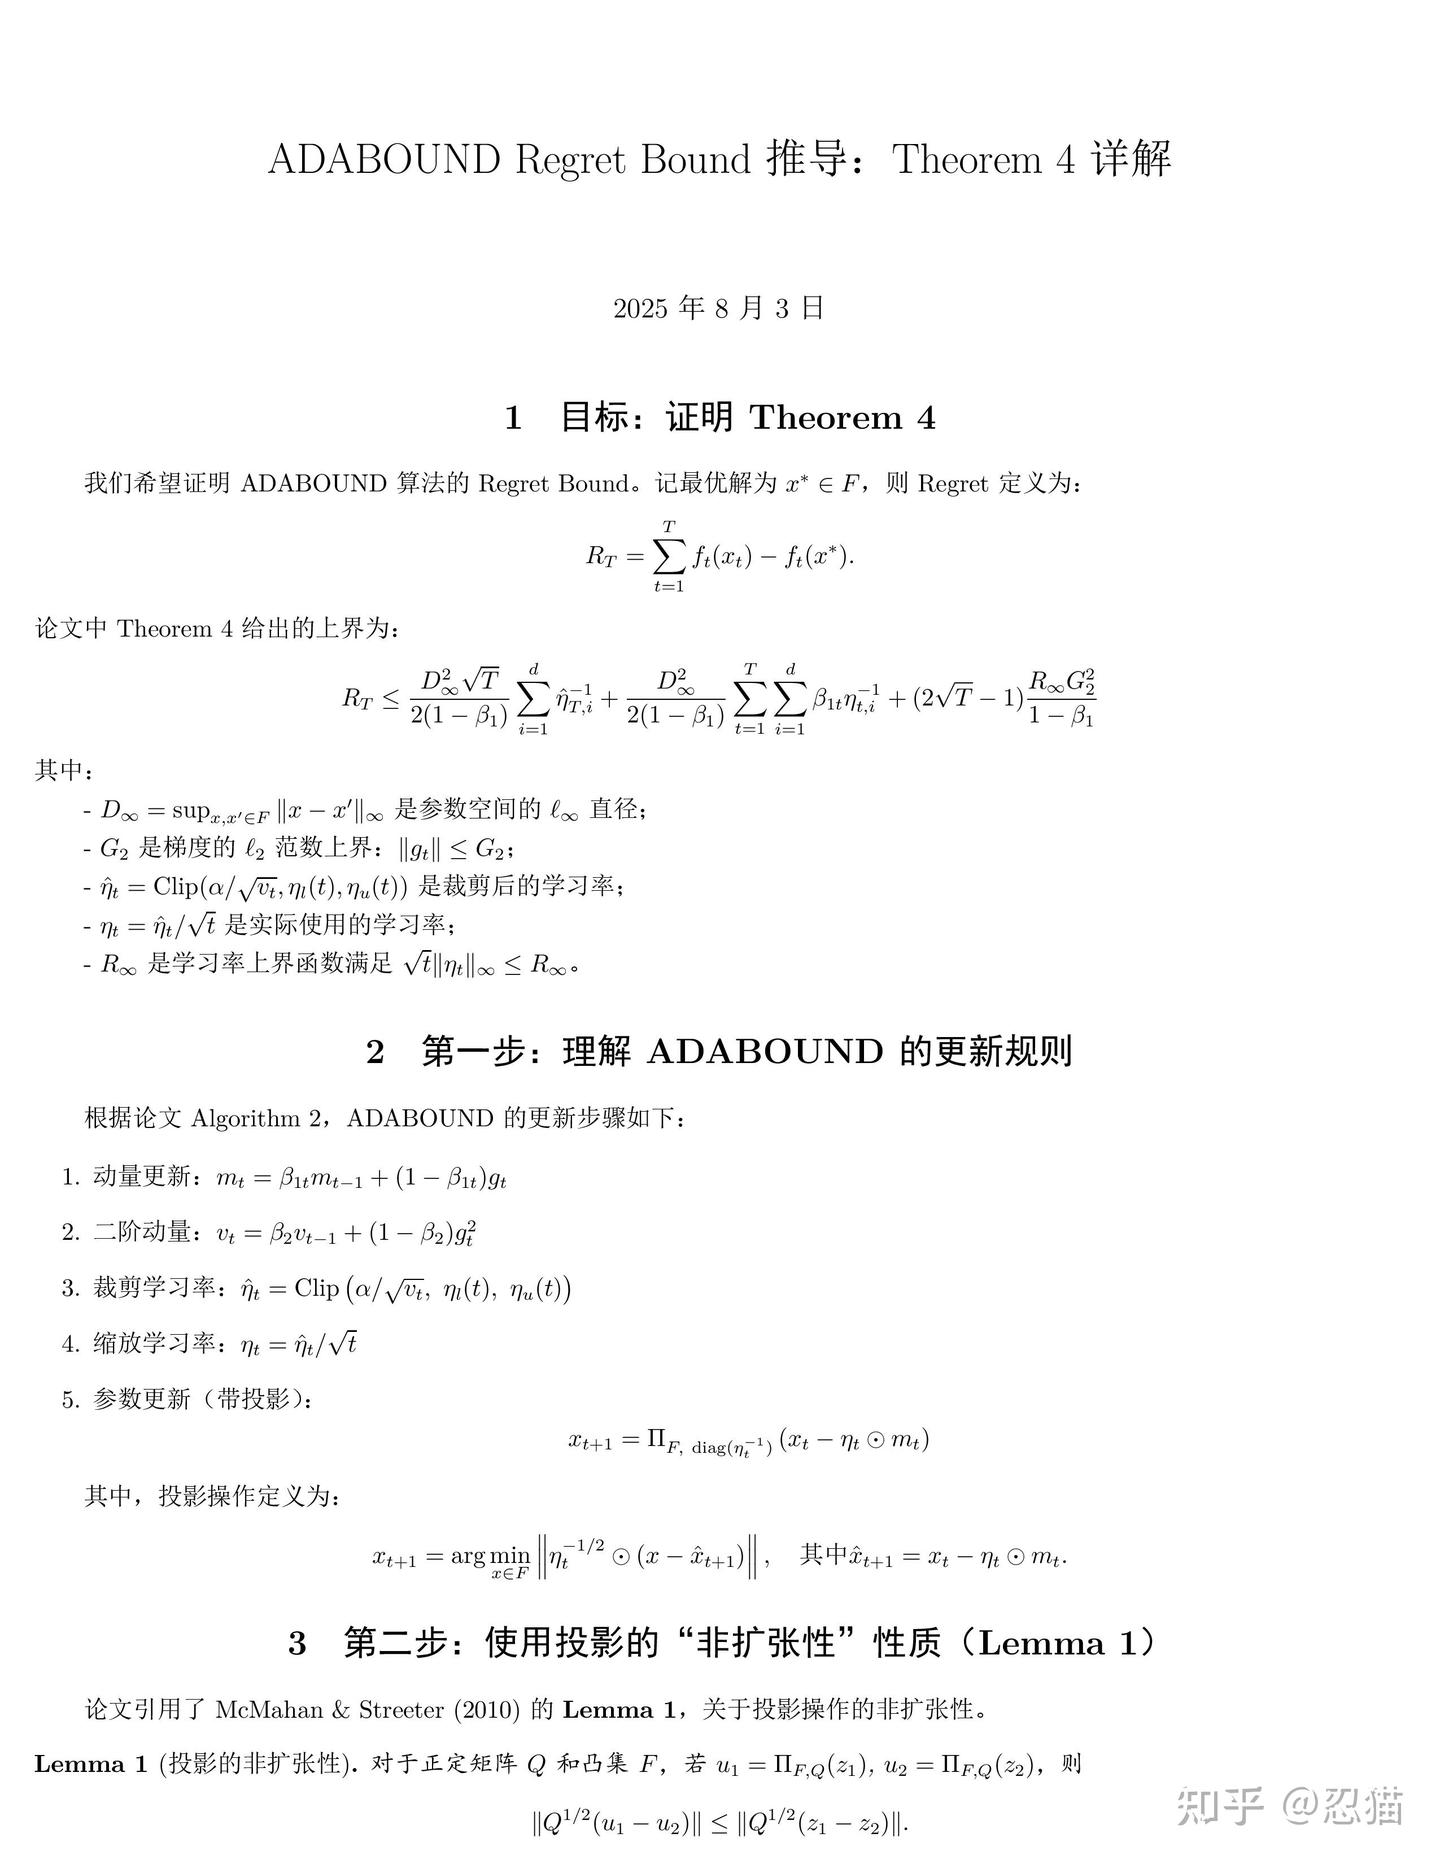 ADABOUND Regret Bound 推导：Theorem 4 详解
2025 年 8 月 3 日
1 目标：证明 Theorem 4
我们希望证明 ADABOUND 算法的 Regret Bound。记最优解为 $x^* \in F$，则 Regret 定义为：
$R_T = \sum_{t=1}^{T} f_t(x_t) - f_t(x^*).$
论文中 Theorem 4 给出的上界为：
$R_T \leq \frac{D_\infty^2 \sqrt{T}}{2(1-\beta_1)} \sum_{i=1}^{d} \hat{\eta}_{T,i}^{-1} + \frac{D_\infty^2}{2(1-\beta_1)} \sum_{t=1}^{T} \sum_{i=1}^{d} \beta_{1t} \eta_{t,i}^{-1} + (2\sqrt{T} - 1) \frac{R_\infty G_2^2}{1-\beta_1}$
其中：
- $D_\infty = \sup_{x,x' \in F} \|x - x'\|_\infty$ 是参数空间的 $\ell_\infty$ 直径；
- $G_2$ 是梯度的 $\ell_2$ 范数上界：$\|g_t\| \leq G_2$；
- $\hat{\eta}_t = \text{Clip}(\alpha/\sqrt{v_t}, \eta_l(t), \eta_u(t))$ 是裁剪后的学习率；
- $\eta_t = \hat{\eta}_t/\sqrt{t}$ 是实际使用的学习率；
- $R_\infty$ 是学习率上界函数满足 $\sqrt{t}\|\eta_t\|_\infty \leq R_\infty$。
2 第一步：理解 ADABOUND 的更新规则
根据论文 Algorithm 2，ADABOUND 的更新步骤如下：
1. 动量更新：$m_t = \beta_{1t} m_{t-1} + (1 - \beta_{1t}) g_t$
2. 二阶动量：$v_t = \beta_2 v_{t-1} + (1 - \beta_2) g_t^2$
3. 裁剪学习率：$\hat{\eta}_t = \text{Clip}\left(\alpha/\sqrt{v_t},\ \eta_l(t),\ \eta_u(t)\right)$
4. 缩放学习率：$\eta_t = \hat{\eta}_t/\sqrt{t}$
5. 参数更新（带投影）：
$x_{t+1} = \Pi_{F,\ \text{diag}(\eta_t^{-1})} (x_t - \eta_t \odot m_t)$
其中，投影操作定义为：
$x_{t+1} = \arg\min_{x \in F} \left\| \eta_t^{-1/2} \odot (x - \hat{x}_{t+1}) \right\|, \quad \text{其中} \hat{x}_{t+1} = x_t - \eta_t \odot m_t.$
3 第二步：使用投影的“非扩张性”性质（Lemma 1）
论文引用了 McMahan & Streeter (2010) 的 Lemma 1，关于投影操作的非扩张性。
Lemma 1 (投影的非扩张性). 对于正定矩阵 $Q$ 和凸集 $F$，若 $u_1 = \Pi_{F,Q}(z_1), u_2 = \Pi_{F,Q}(z_2)$，则
$\|Q^{1/2}(u_1 - u_2)\| \leq \|Q^{1/2}(z_1 - z_2)\|.$
知乎 @忍猫